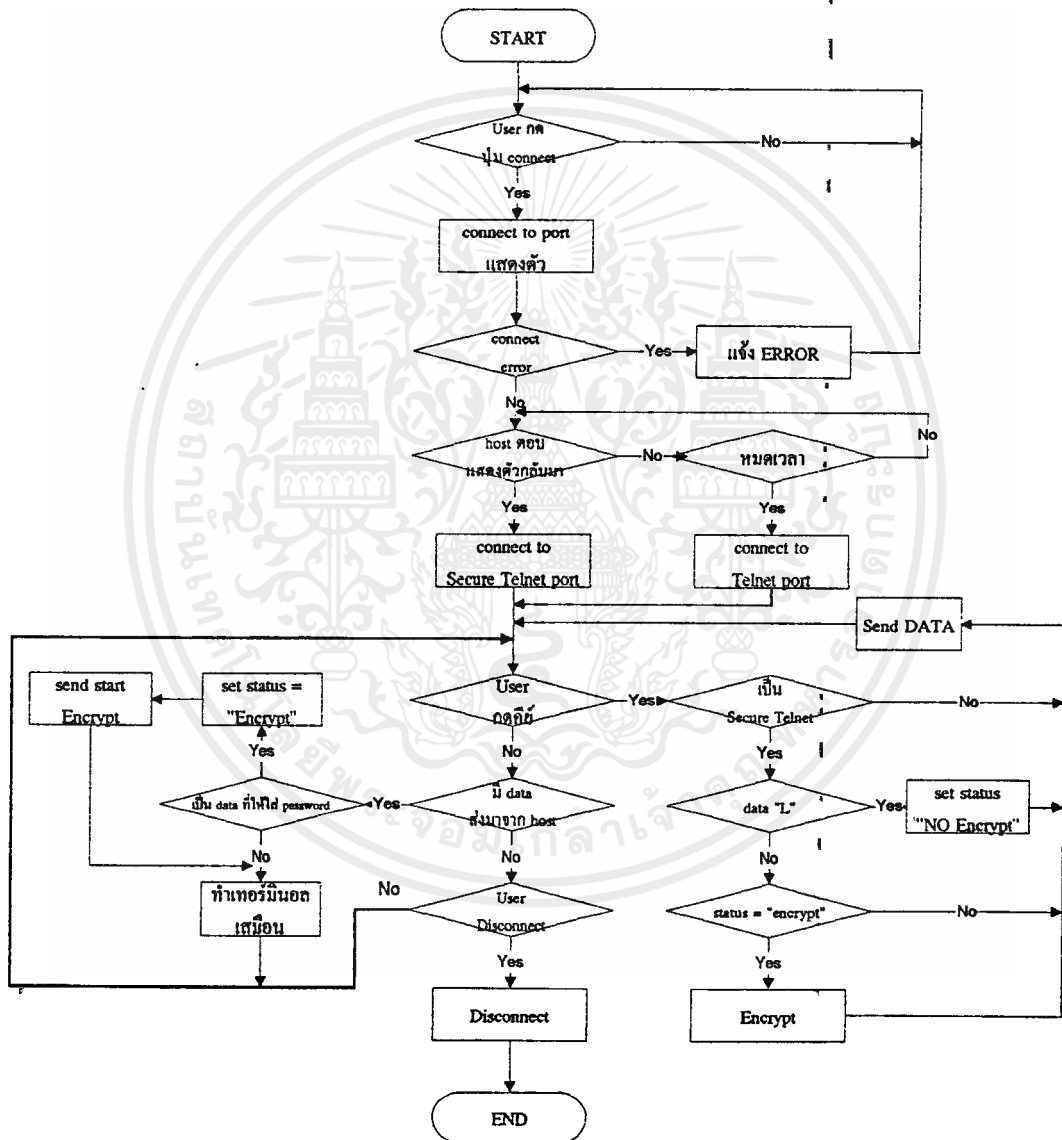 START
User กด
ปุ่ม connect
No
Yes
connect to port
แสดงตัว
connect
error
Yes
แจ้ง ERROR
No
host ตอบ
แสดงตัวกลับมา
No
หมดเวลา
No
Yes
Yes
connect to
Secure Telnet port
connect to
Telnet port
Send DATA
send start
Encrypt
set status =
"Encrypt"
User
กดคีย์
Yes
เป็น
Secure Telnet
No
Yes
No
Yes
เป็น data ที่ให้ใส่ password
Yes
มี data
ส่งมาจาก host
data "L"
Yes
set status
"NO Encrypt"
No
No
No
ทำเทอร์มินอล
เสมือน
No
User
Disconnect
status = "encrypt"
No
Yes
Yes
Disconnect
Encrypt
END